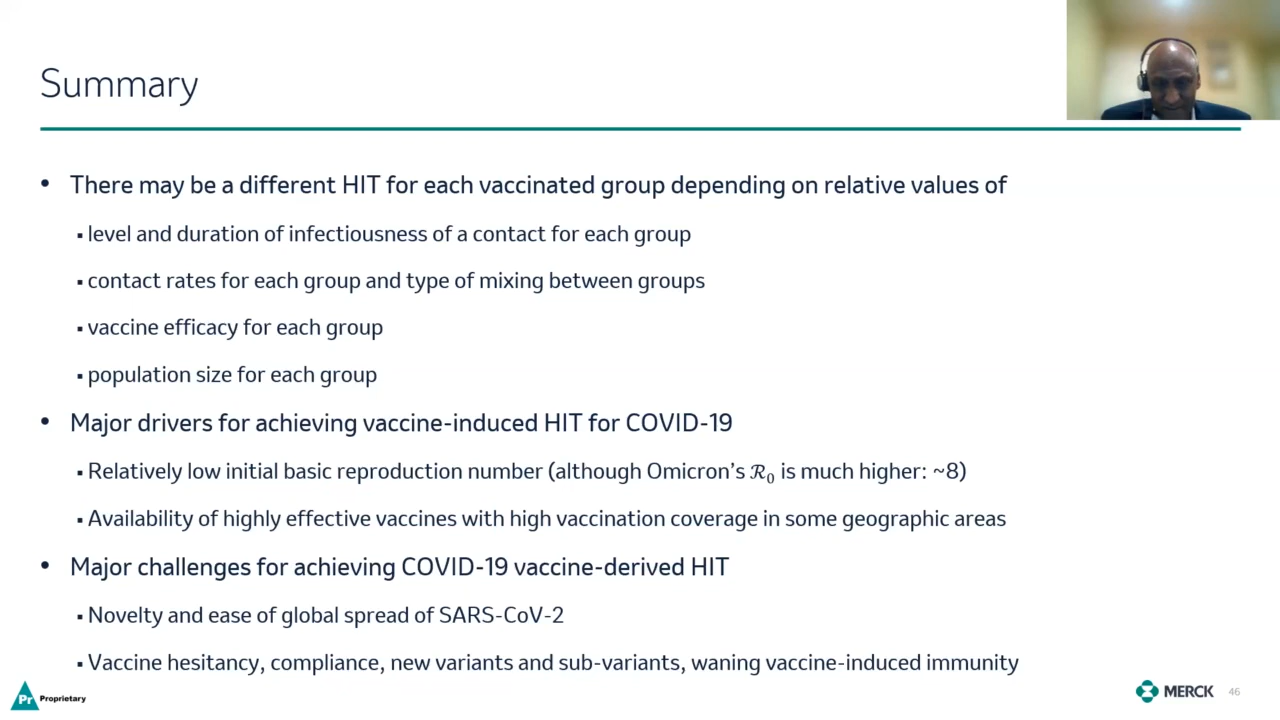 Summary
• There may be a different HIT for each vaccinated group depending on relative values of
▪ level and duration of infectiousness of a contact for each group
▪ contact rates for each group and type of mixing between groups
▪ vaccine efficacy for each group
▪ population size for each group
• Major drivers for achieving vaccine-induced HIT for COVID-19
▪ Relatively low initial basic reproduction number (although Omicron's ℛ₀ is much higher: ~8)
▪ Availability of highly effective vaccines with high vaccination coverage in some geographic areas
• Major challenges for achieving COVID-19 vaccine-derived HIT
▪ Novelty and ease of global spread of SARS-CoV-2
▪ Vaccine hesitancy, compliance, new variants and sub-variants, waning vaccine-induced immunity
Pr Proprietary
MERCK 46